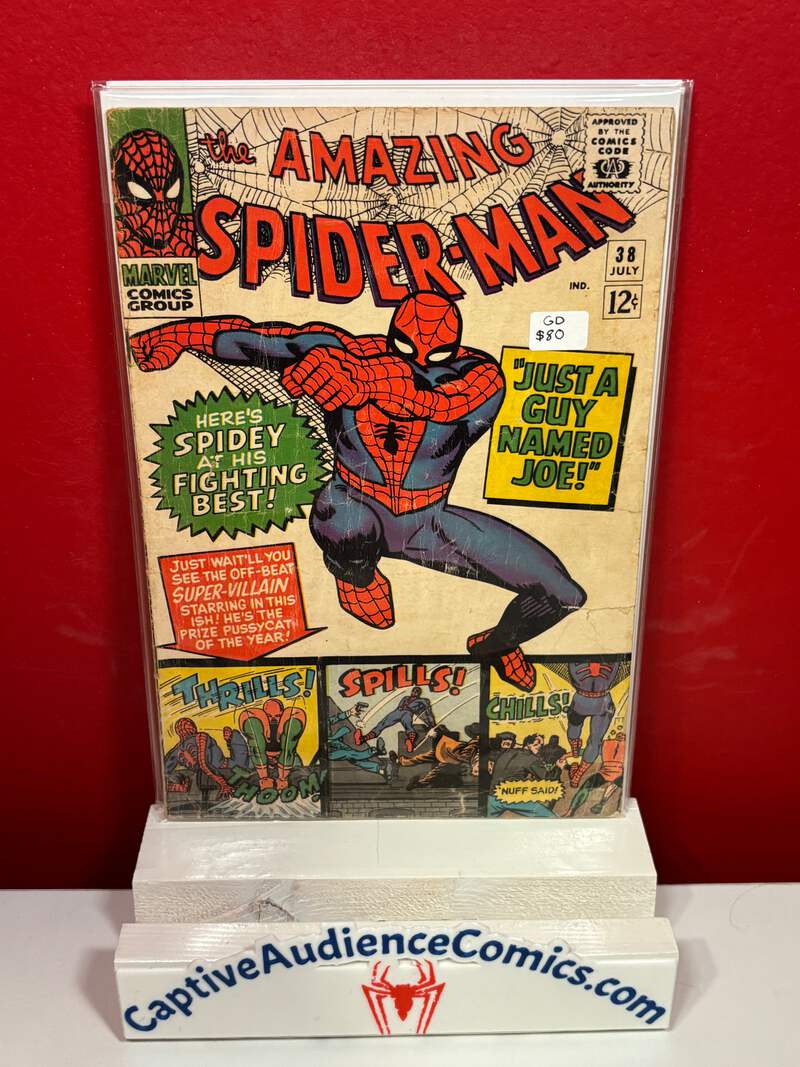 the AMAZING
SPIDER-MAN
APPROVED
BY THE
COMICS
CODE
CA
AUTHORITY
MARVEL
COMICS
GROUP
38
JULY
IND.
12¢
GD
$80
"JUST A
GUY
NAMED
JOE!"
HERE'S
SPIDEY
AT HIS
FIGHTING
BEST!
JUST WAIT'LL YOU
SEE THE OFF-BEAT
SUPER-VILLAIN
STARRING IN THIS
ISH! HE'S THE
PRIZE PUSSYCAT
OF THE YEAR!
THRILLS!
THOOM!
SPILLS!
CHILLS!
'NUFF SAID!
CaptiveAudienceComics.com